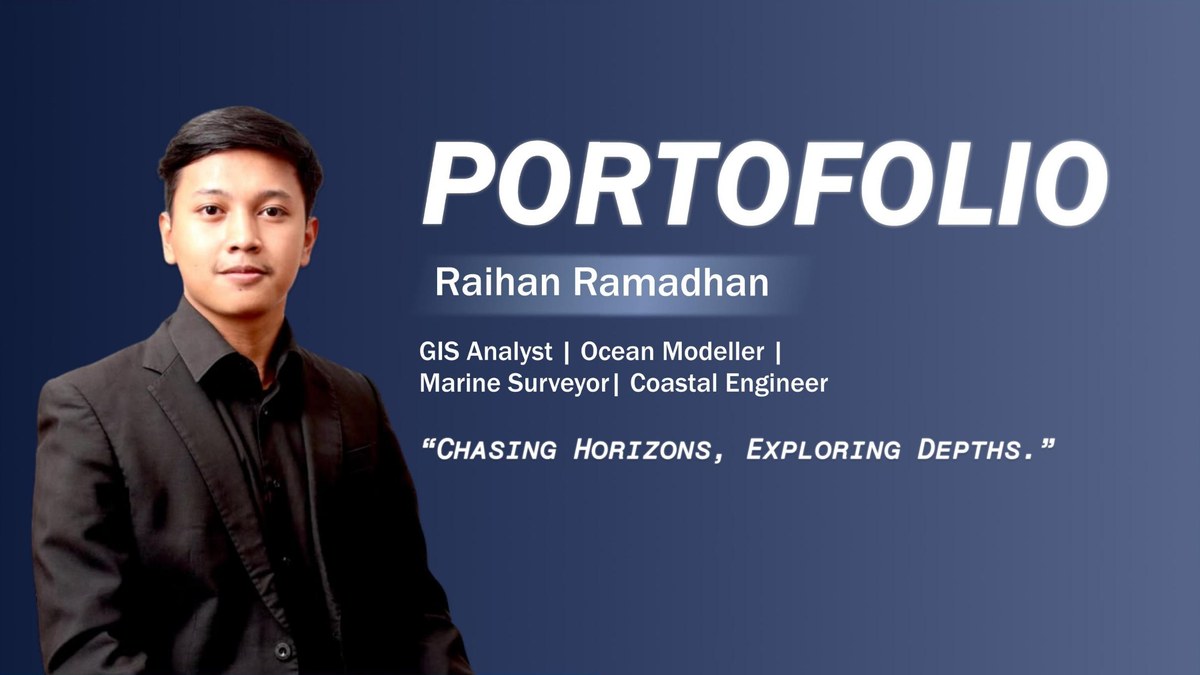 PORTOFOLIO
Raihan Ramadhan
GIS Analyst | Ocean Modeller |
Marine Surveyor| Coastal Engineer
“Chasing Horizons, Exploring Depths.”